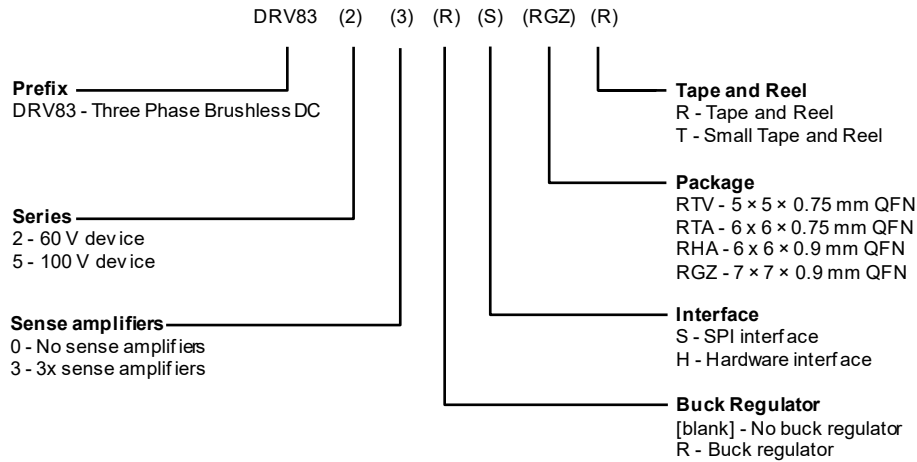 DRV83 (2) (3) (R) (S) (RGZ) (R)
Prefix
DRV83 - Three Phase Brushless DC
Series
2 - 60 V device
5 - 100 V device
Sense amplifiers
0 - No sense amplifiers
3 - 3x sense amplifiers
Tape and Reel
R - Tape and Reel
T - Small Tape and Reel
Package
RTV - 5 × 5 × 0.75 mm QFN
RTA - 6 x 6 × 0.75 mm QFN
RHA - 6 x 6 × 0.9 mm QFN
RGZ - 7 × 7 × 0.9 mm QFN
Interface
S - SPI interface
H - Hardware interface
Buck Regulator
[blank] - No buck regulator
R - Buck regulator